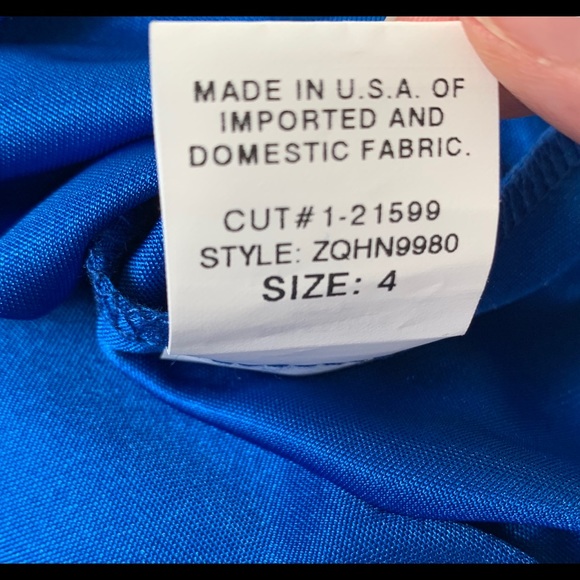 MADE IN U.S.A. OF
IMPORTED AND
DOMESTIC FABRIC.
CUT# 1-21599
STYLE: ZQHN9980
SIZE: 4